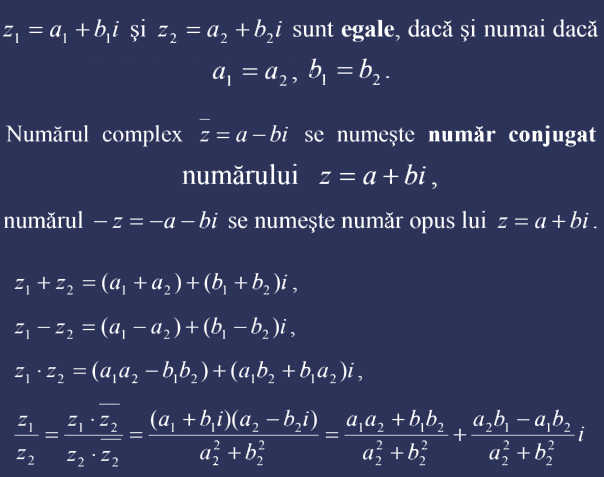 z₁ = a₁ + b₁i şi z₂ = a₂ + b₂i sunt egale, dacă şi numai dacă
a₁ = a₂, b₁ = b₂.
Numărul complex z̅ = a − bi se numeşte număr conjugat
numărului z = a + bi,
numărul − z = −a − bi se numeşte număr opus lui z = a + bi.
z₁ + z₂ = (a₁ + a₂) + (b₁ + b₂)i,
z₁ − z₂ = (a₁ − a₂) + (b₁ − b₂)i,
z₁ · z₂ = (a₁a₂ − b₁b₂) + (a₁b₂ + b₁a₂)i,
z₁/z₂ = (z₁ · z̅₂)/(z₂ · z̅₂) = ((a₁ + b₁i)(a₂ − b₂i))/(a₂² + b₂²) = (a₁a₂ + b₁b₂)/(a₂² + b₂²) + (a₂b₁ − a₁b₂)/(a₂² + b₂²) i